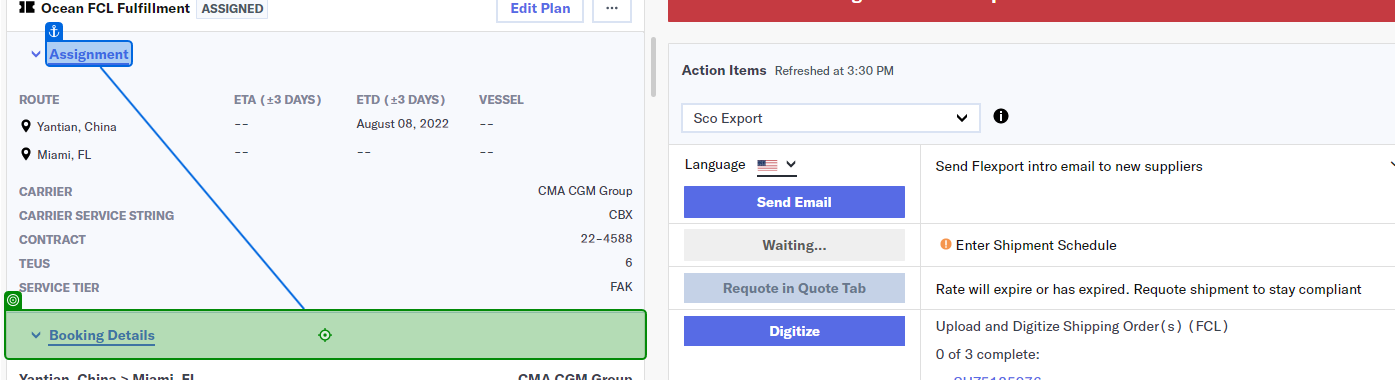 Ocean FCL Fulfillment ASSIGNED Edit Plan ...
Assignment
ROUTE ETA (±3 DAYS) ETD (±3 DAYS) VESSEL
Yantian, China -- August 08, 2022 --
Miami, FL -- -- --
CARRIER CMA CGM Group
CARRIER SERVICE STRING CBX
CONTRACT 22-4588
TEUS 6
SERVICE TIER FAK
Booking Details
Yantian, China > Miami, FL CMA CGM Group
Action Items Refreshed at 3:30 PM
Sco Export
Language
Send Flexport intro email to new suppliers
Send Email
Waiting...
Enter Shipment Schedule
Requote in Quote Tab
Rate will expire or has expired. Requote shipment to stay compliant
Digitize
Upload and Digitize Shipping Order(s) (FCL)
0 of 3 complete: